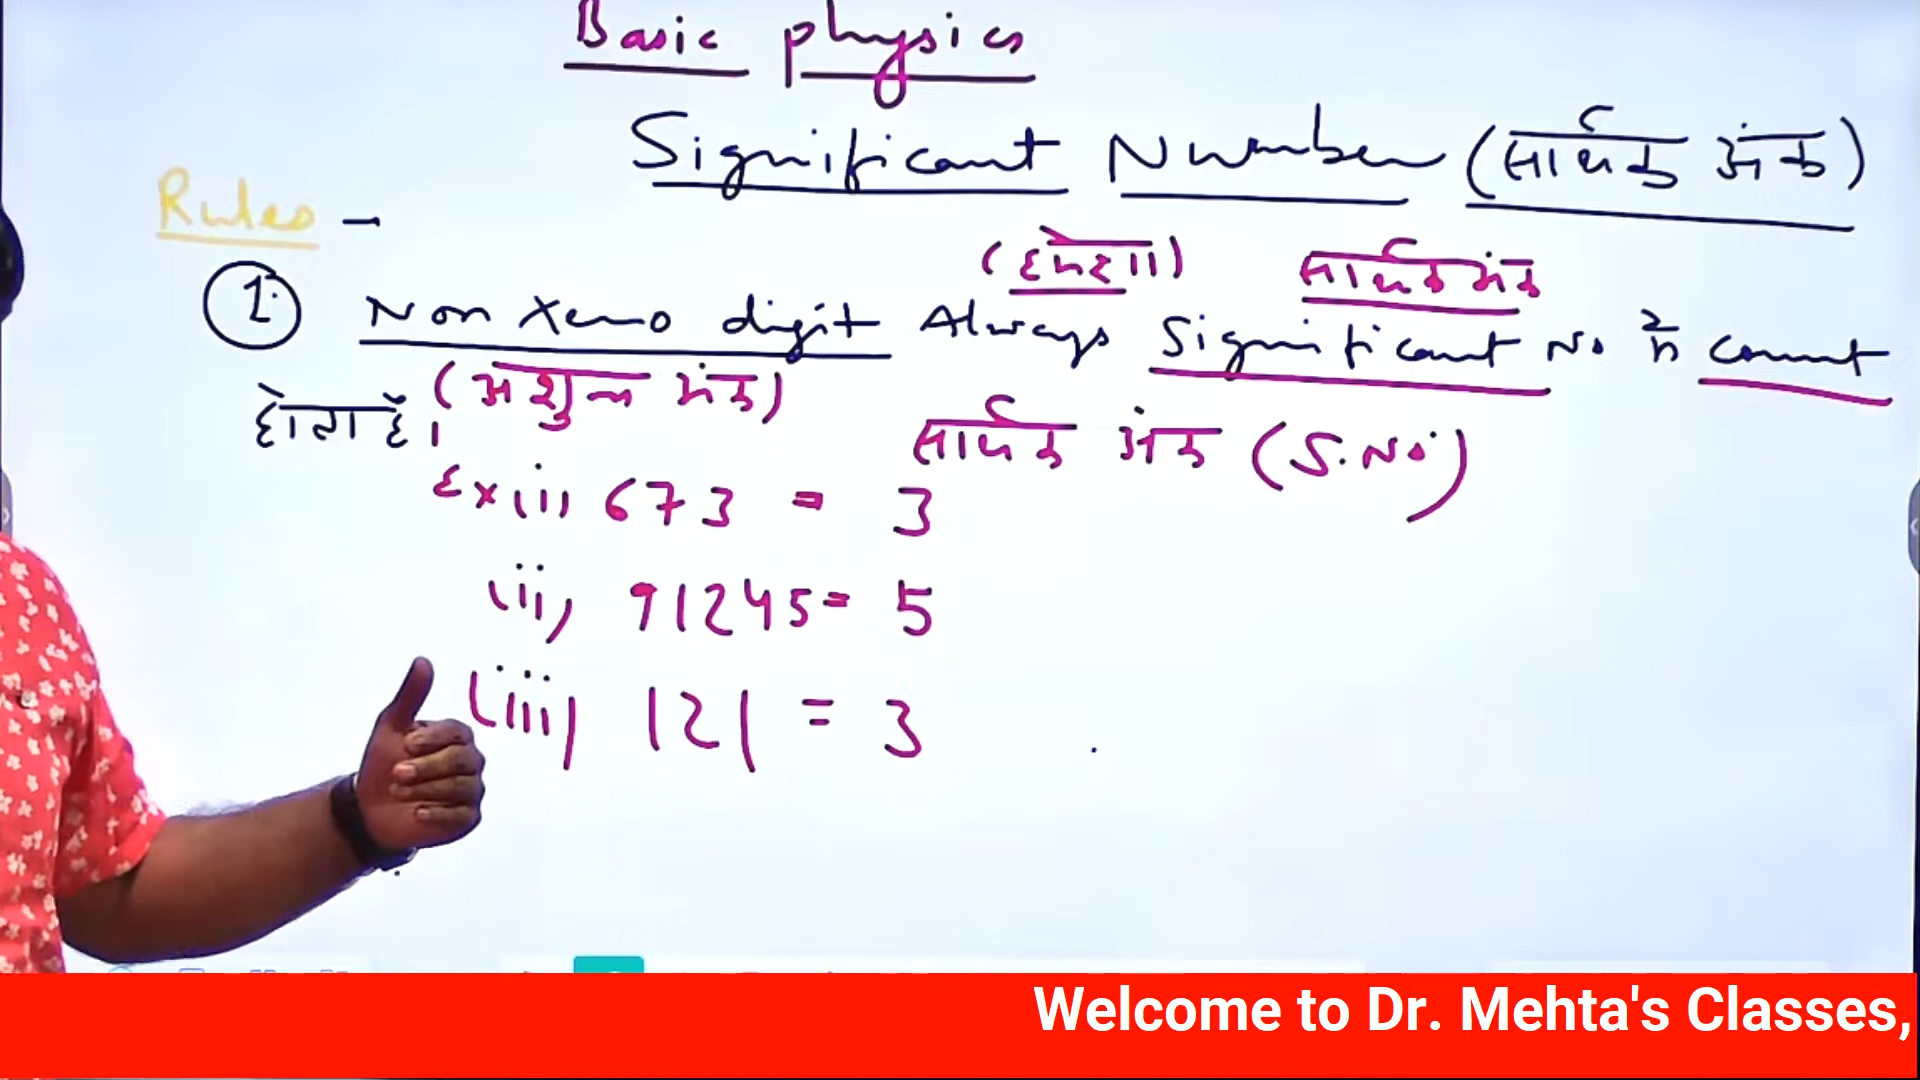 Basic physics
Significant Number (सार्थक अंक)
Rules -
(हमेशा) सार्थक अंक
① Non Xero digit Always Significant No में count
(अशुन्य अंक)
होता है।
सार्थक अंक (S.No)
Ex (i) 673 = 3
(ii) 91245 = 5
(iii) 121 = 3
Welcome to Dr. Mehta's Classes,